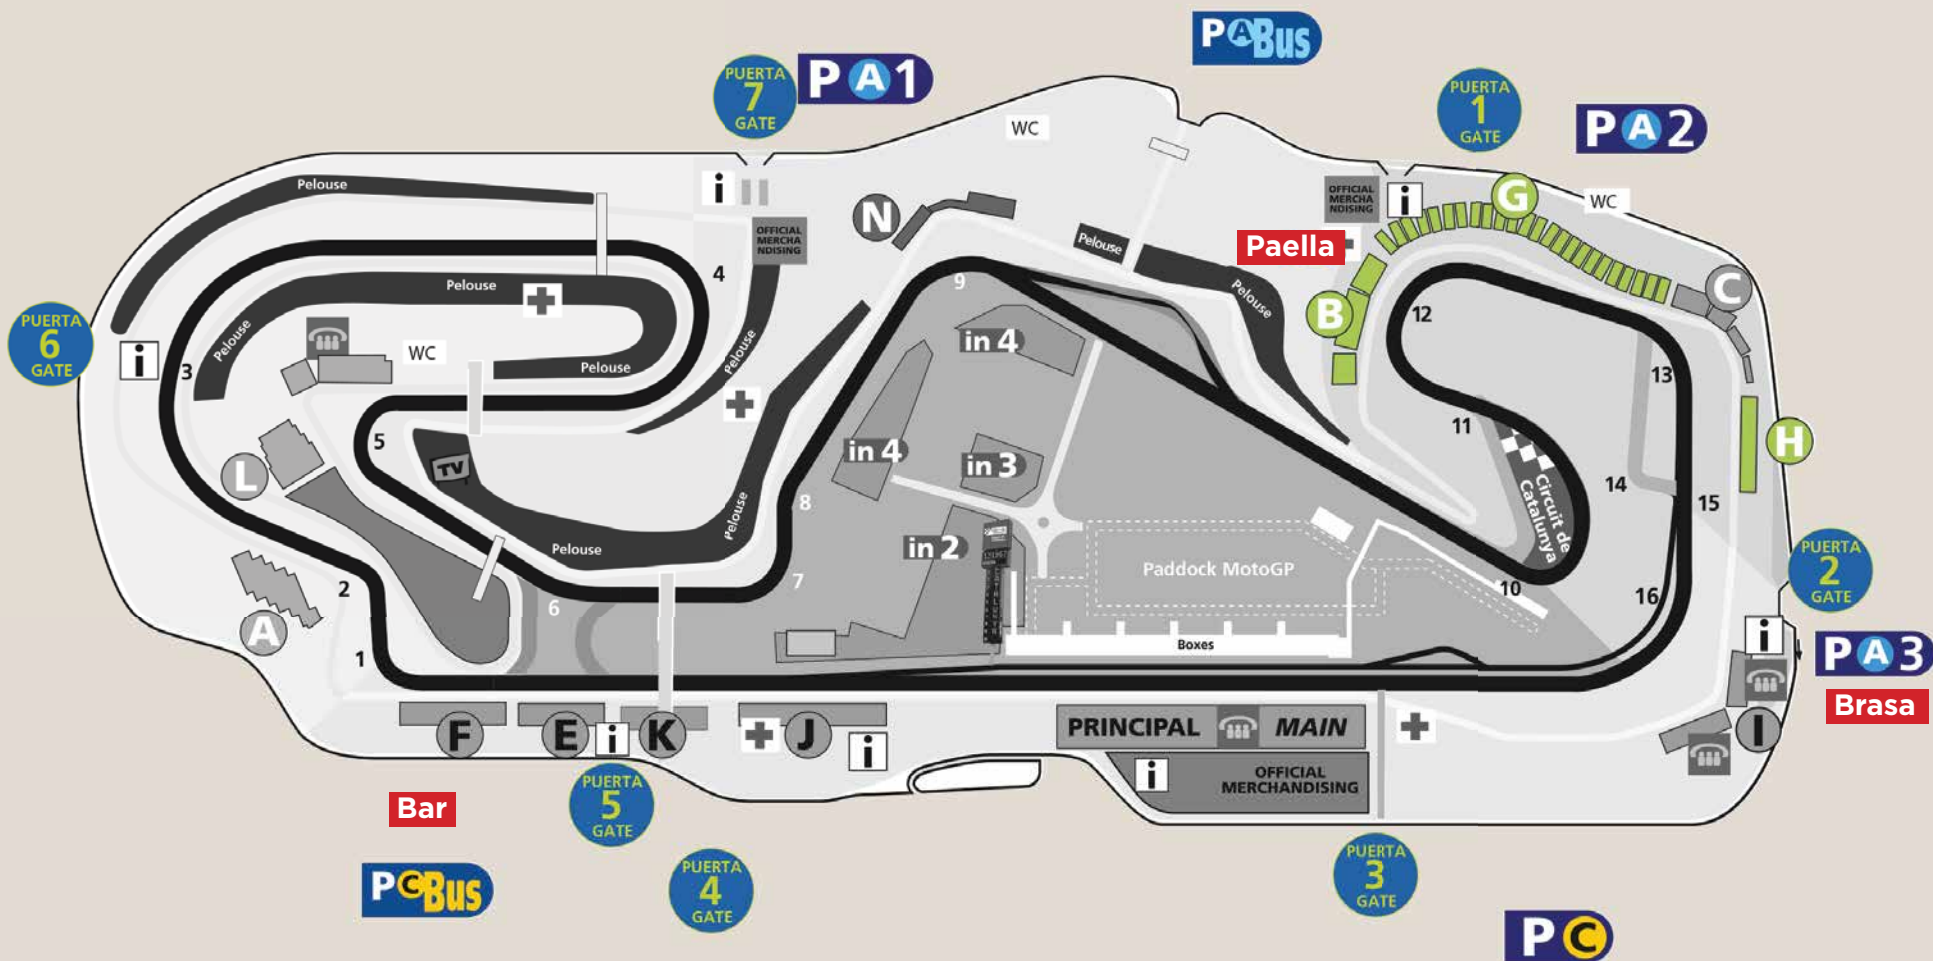 P A Bus
PUERTA
7
GATE
P A 1
PUERTA
1
GATE
P A 2
WC
Pelouse
i
OFFICIAL
MERCHA
NDISING
i
G
WC
N
OFFICIAL
MERCHA
NDISING
Pelouse
Paella
4
9
Pelouse
Pelouse
C
B
12
PUERTA
6
GATE
i
3
Pelouse
WC
Pelouse
Pelouse
in 4
13
5
11
H
L
TV
in 4
in 3
8
14
15
Circuit de
Catalunya
Pelouse
Pelouse
in 2
Paddock MotoGP
PUERTA
2
GATE
2
6
7
10
16
A
1
Boxes
i
P A 3
Brasa
F
E
i
K
J
i
PRINCIPAL
MAIN
I
i
OFFICIAL
MERCHANDISING
Bar
PUERTA
5
GATE
P C Bus
PUERTA
4
GATE
PUERTA
3
GATE
P C